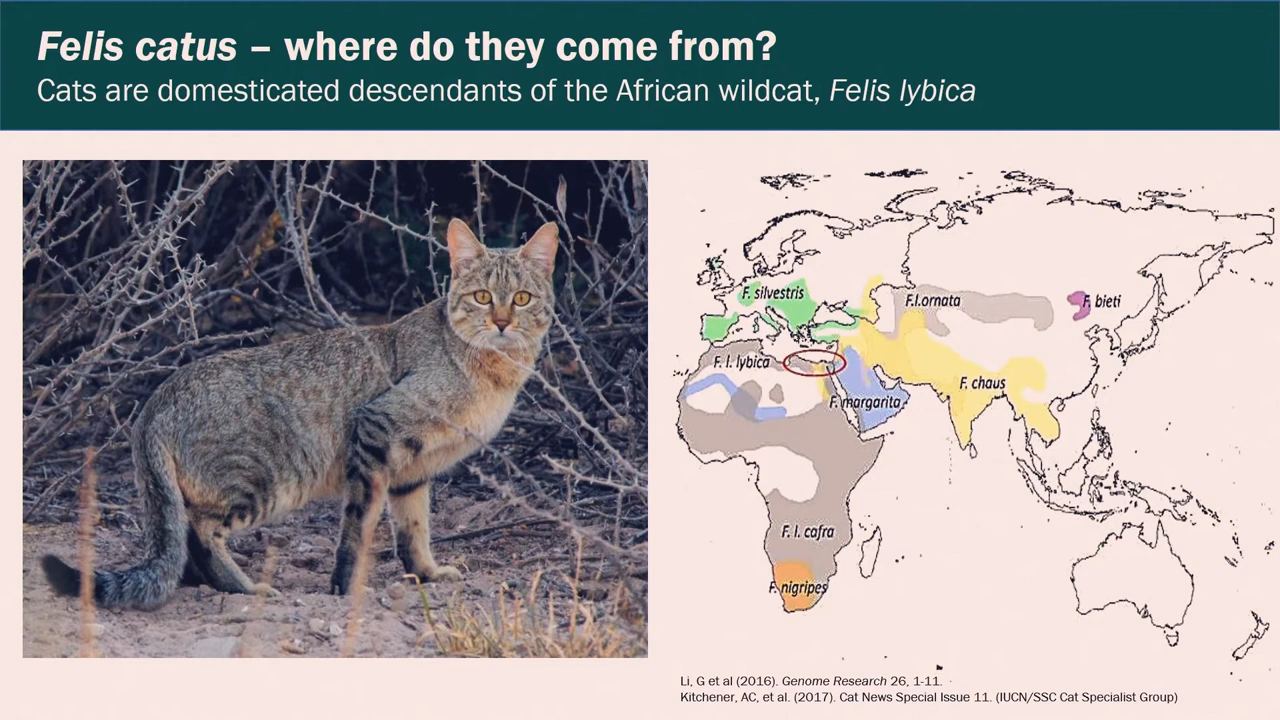 Felis catus – where do they come from?
Cats are domesticated descendants of the African wildcat, Felis lybica
F. silvestris
F.l.ornata
F. bieti
F. l. lybica
F. chaus
F. margarita
F. l. cafra
F. nigripes
Li, G et al (2016). Genome Research 26, 1-11.
Kitchener, AC, et al. (2017). Cat News Special Issue 11. (IUCN/SSC Cat Specialist Group)